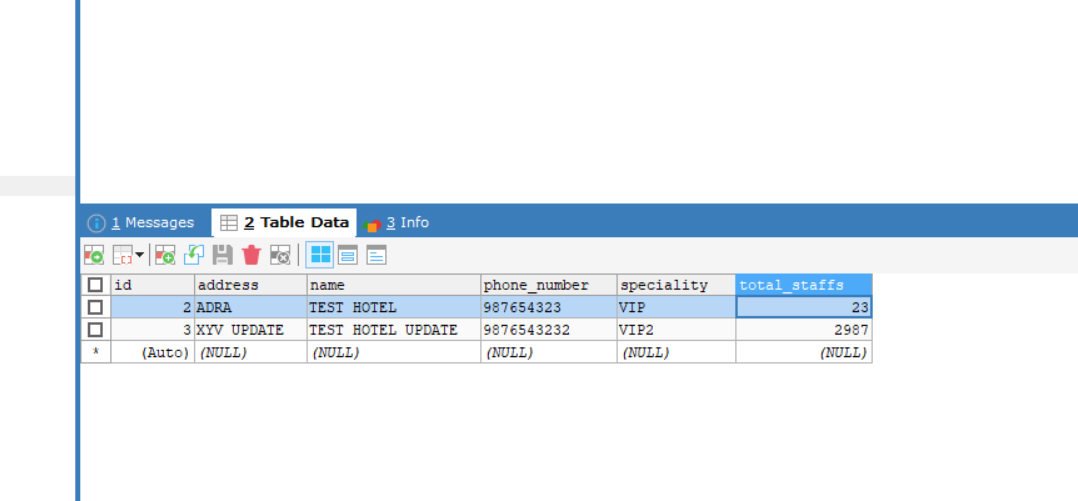 1 Messages 2 Table Data 3 Info
id address name phone_number speciality total_staffs
2 ADRA TEST HOTEL 987654323 VIP 23
3 XYV UPDATE TEST HOTEL UPDATE 9876543232 VIP2 2987
* (Auto) (NULL) (NULL) (NULL) (NULL) (NULL)